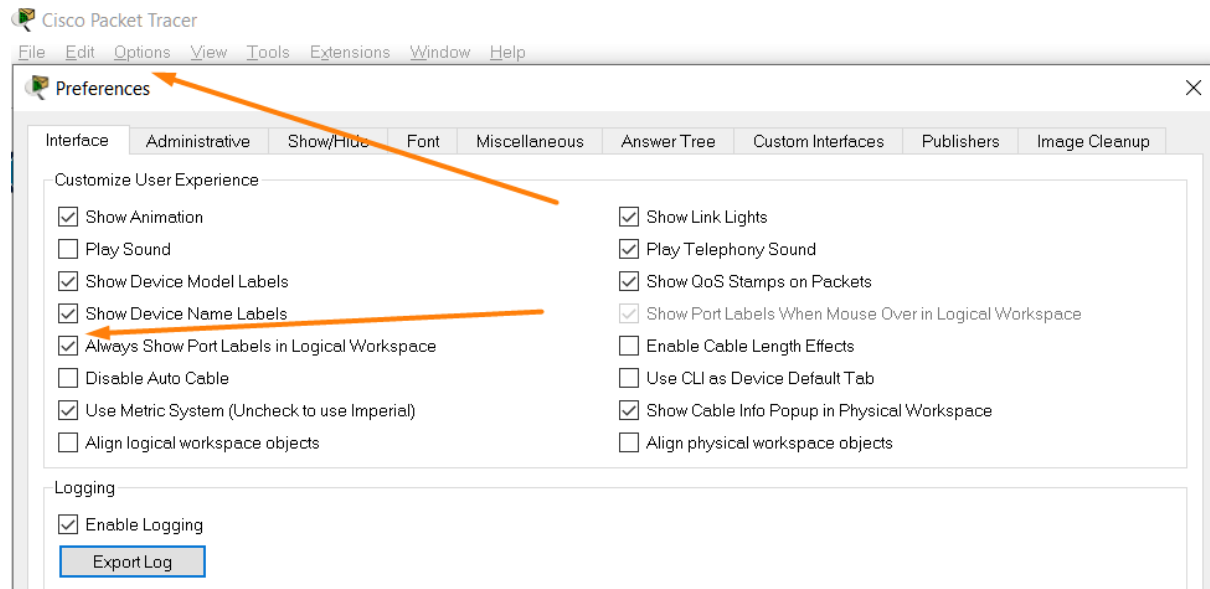 Cisco Packet Tracer
File Edit Options View Tools Extensions Window Help
Preferences
Interface Administrative Show/Hide Font Miscellaneous Answer Tree Custom Interfaces Publishers Image Cleanup
Customize User Experience
Show Animation
Show Link Lights
Play Sound
Play Telephony Sound
Show Device Model Labels
Show QoS Stamps on Packets
Show Device Name Labels
Show Port Labels When Mouse Over in Logical Workspace
Always Show Port Labels in Logical Workspace
Enable Cable Length Effects
Disable Auto Cable
Use CLI as Device Default Tab
Use Metric System (Uncheck to use Imperial)
Show Cable Info Popup in Physical Workspace
Align logical workspace objects
Align physical workspace objects
Logging
Enable Logging
Export Log